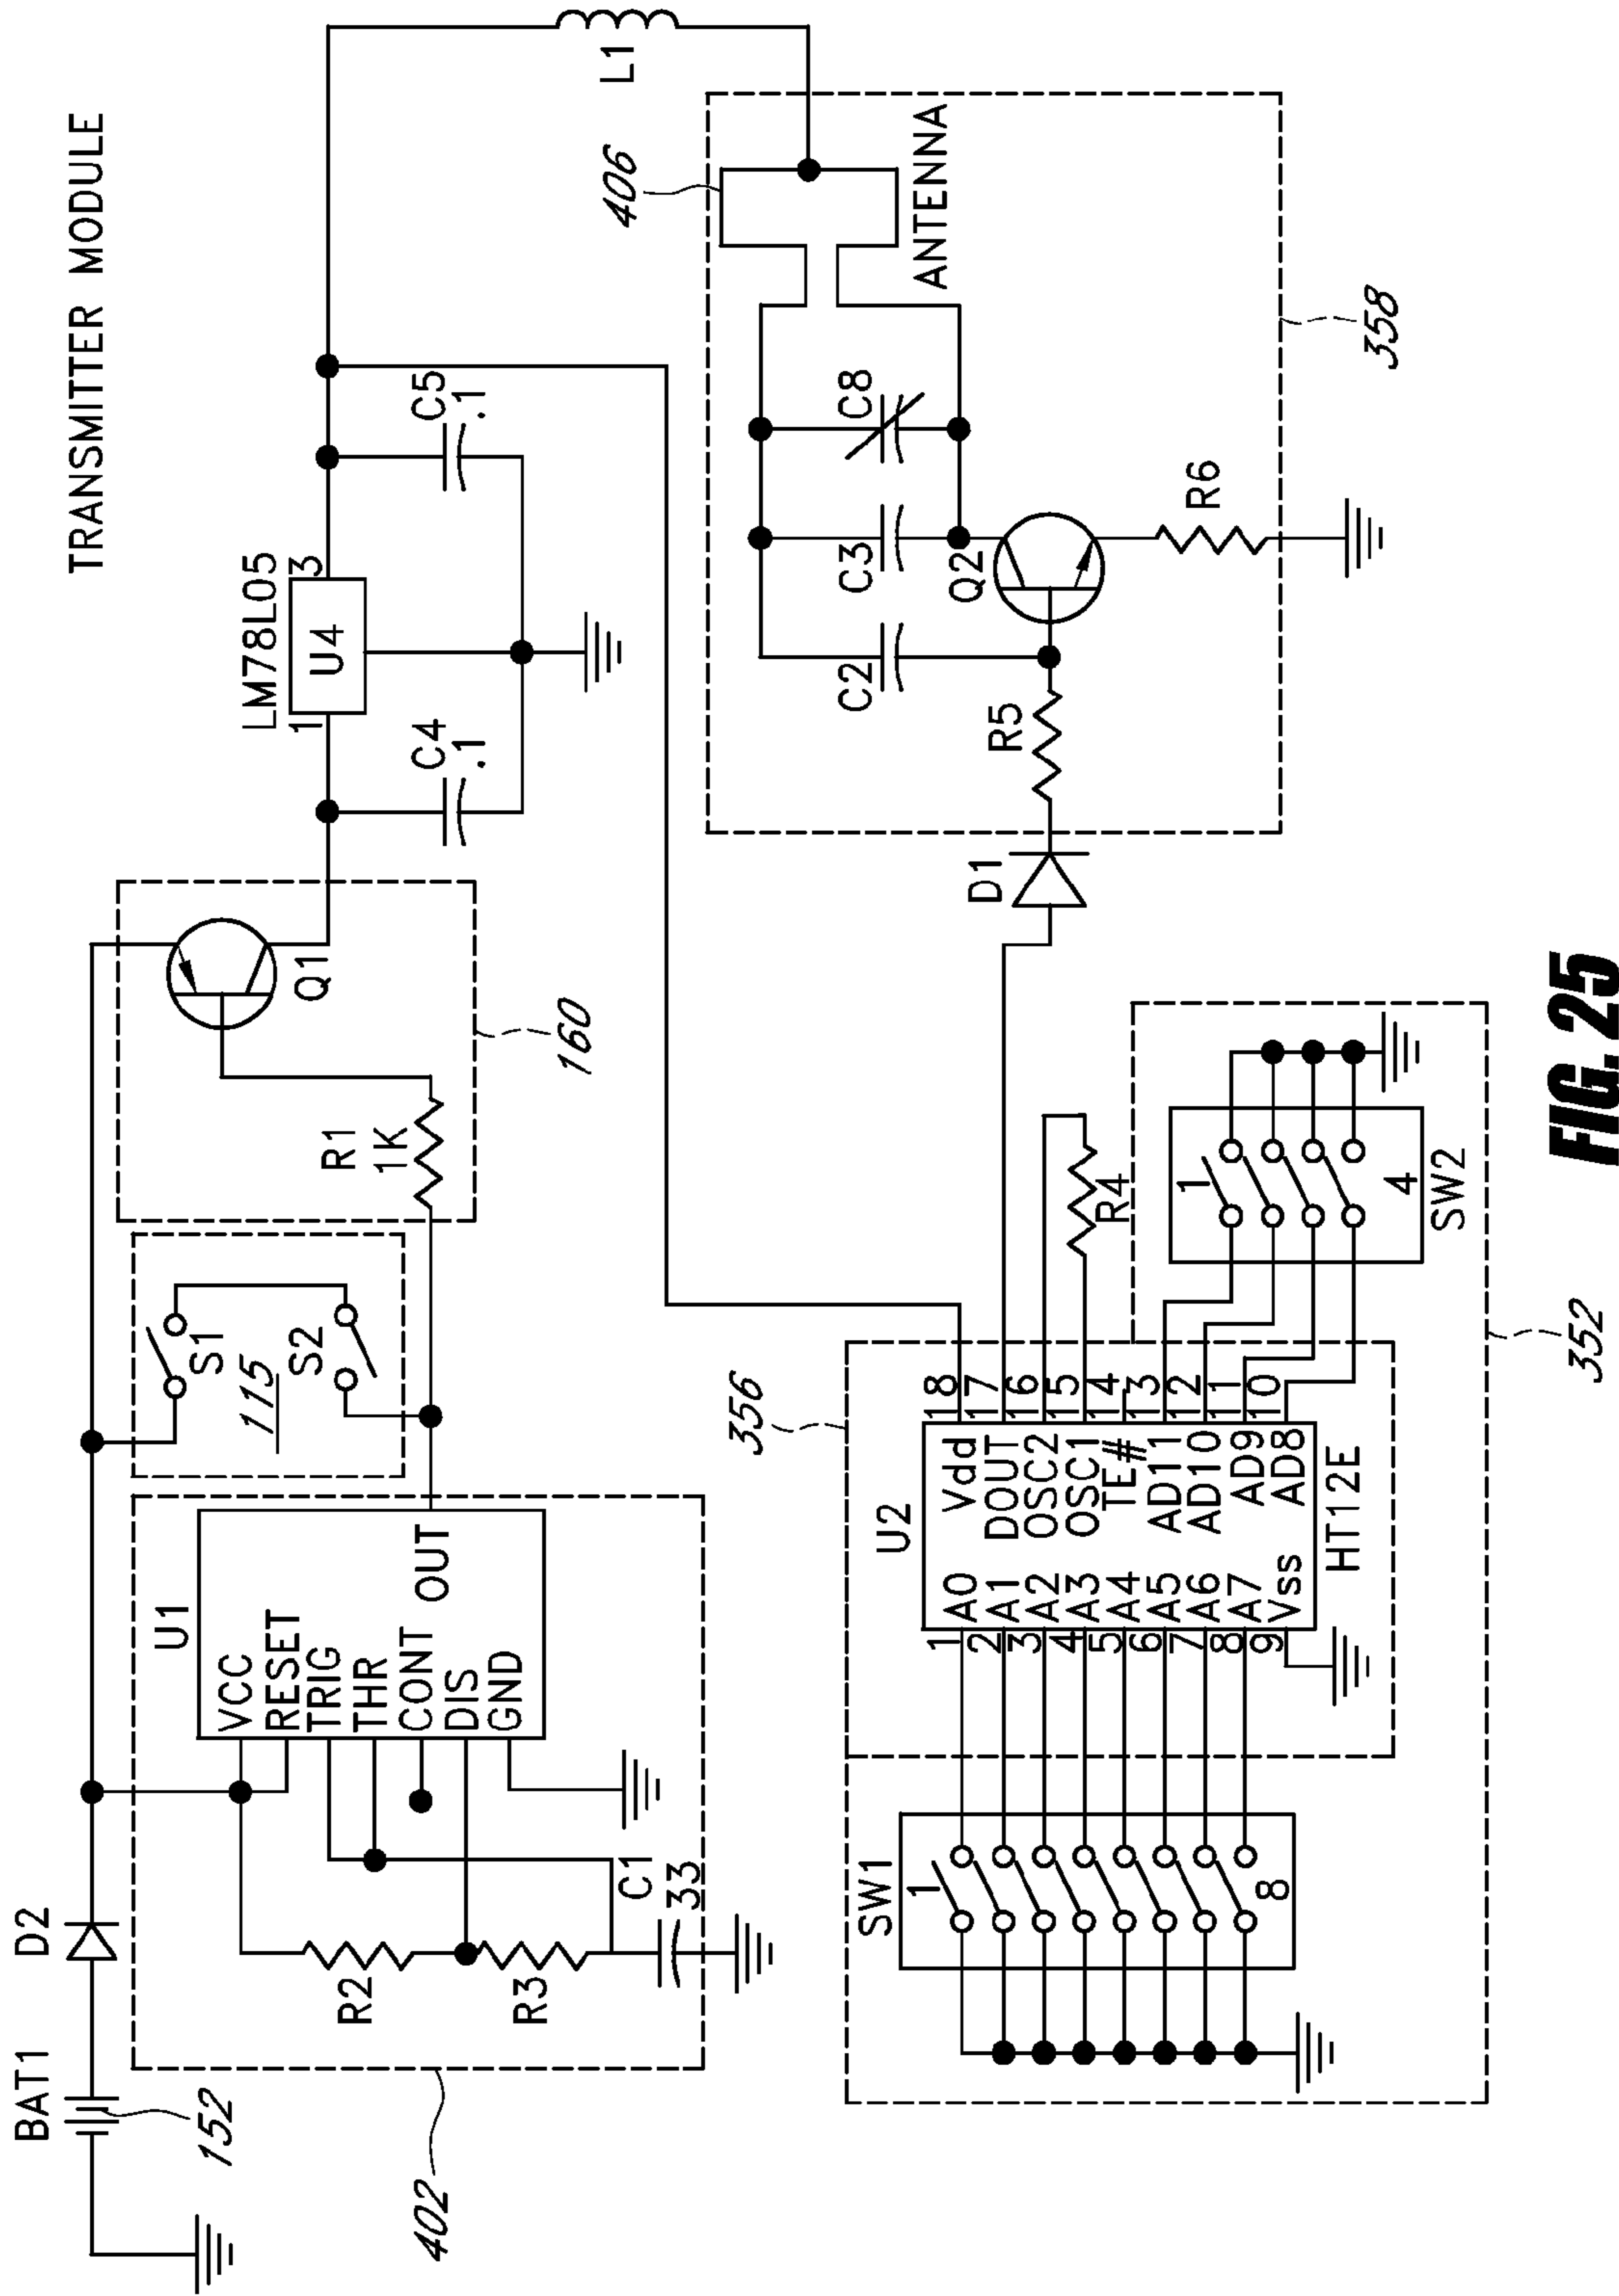 TRANSMITTER MODULE
BAT1
D2
152
LM78L05
1
U4
3
L1
C4
.1
C5
.1
Q1
160
R1
1K
S1
115
S2
U1
VCC
RESET
TRIG
THR
CONT
DIS
GND
OUT
R2
R3
C1
33
402
406
ANTENNA
C8
C3
C2
Q2
R5
R6
D1
358
356
U2
1 A0
2 A1
3 A2
4 A3
5 A4
6 A5
7 A6
8 A7
9 Vss
Vdd 18
DOUT 17
OSC2 16
OSC1 15
TE# 14
AD11 13
AD10 12
AD9 11
AD8 10
HT12E
R4
SW1
1
8
1
4
SW2
352
FIG. 25